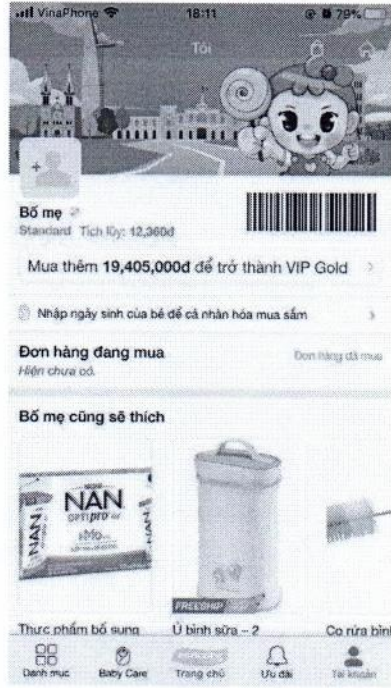 VinaPhone 18:11 79%
Tôi
Bố mẹ
Standard Tích lũy: 12,360đ
Mua thêm 19,405,000đ để trở thành VIP Gold
Nhập ngày sinh của bé để cá nhân hóa mua sắm
Đơn hàng đang mua Đơn hàng đã mua
Hiện chưa có.
Bố mẹ cũng sẽ thích
NAN
OPTIPRO
HMO
NAN
NAN
FREESHIP
Thực phẩm bổ sung Ủ bình sữa – 2 Cọ rửa bình
Danh mục Baby Care Trang chủ Ưu đãi Tài khoản